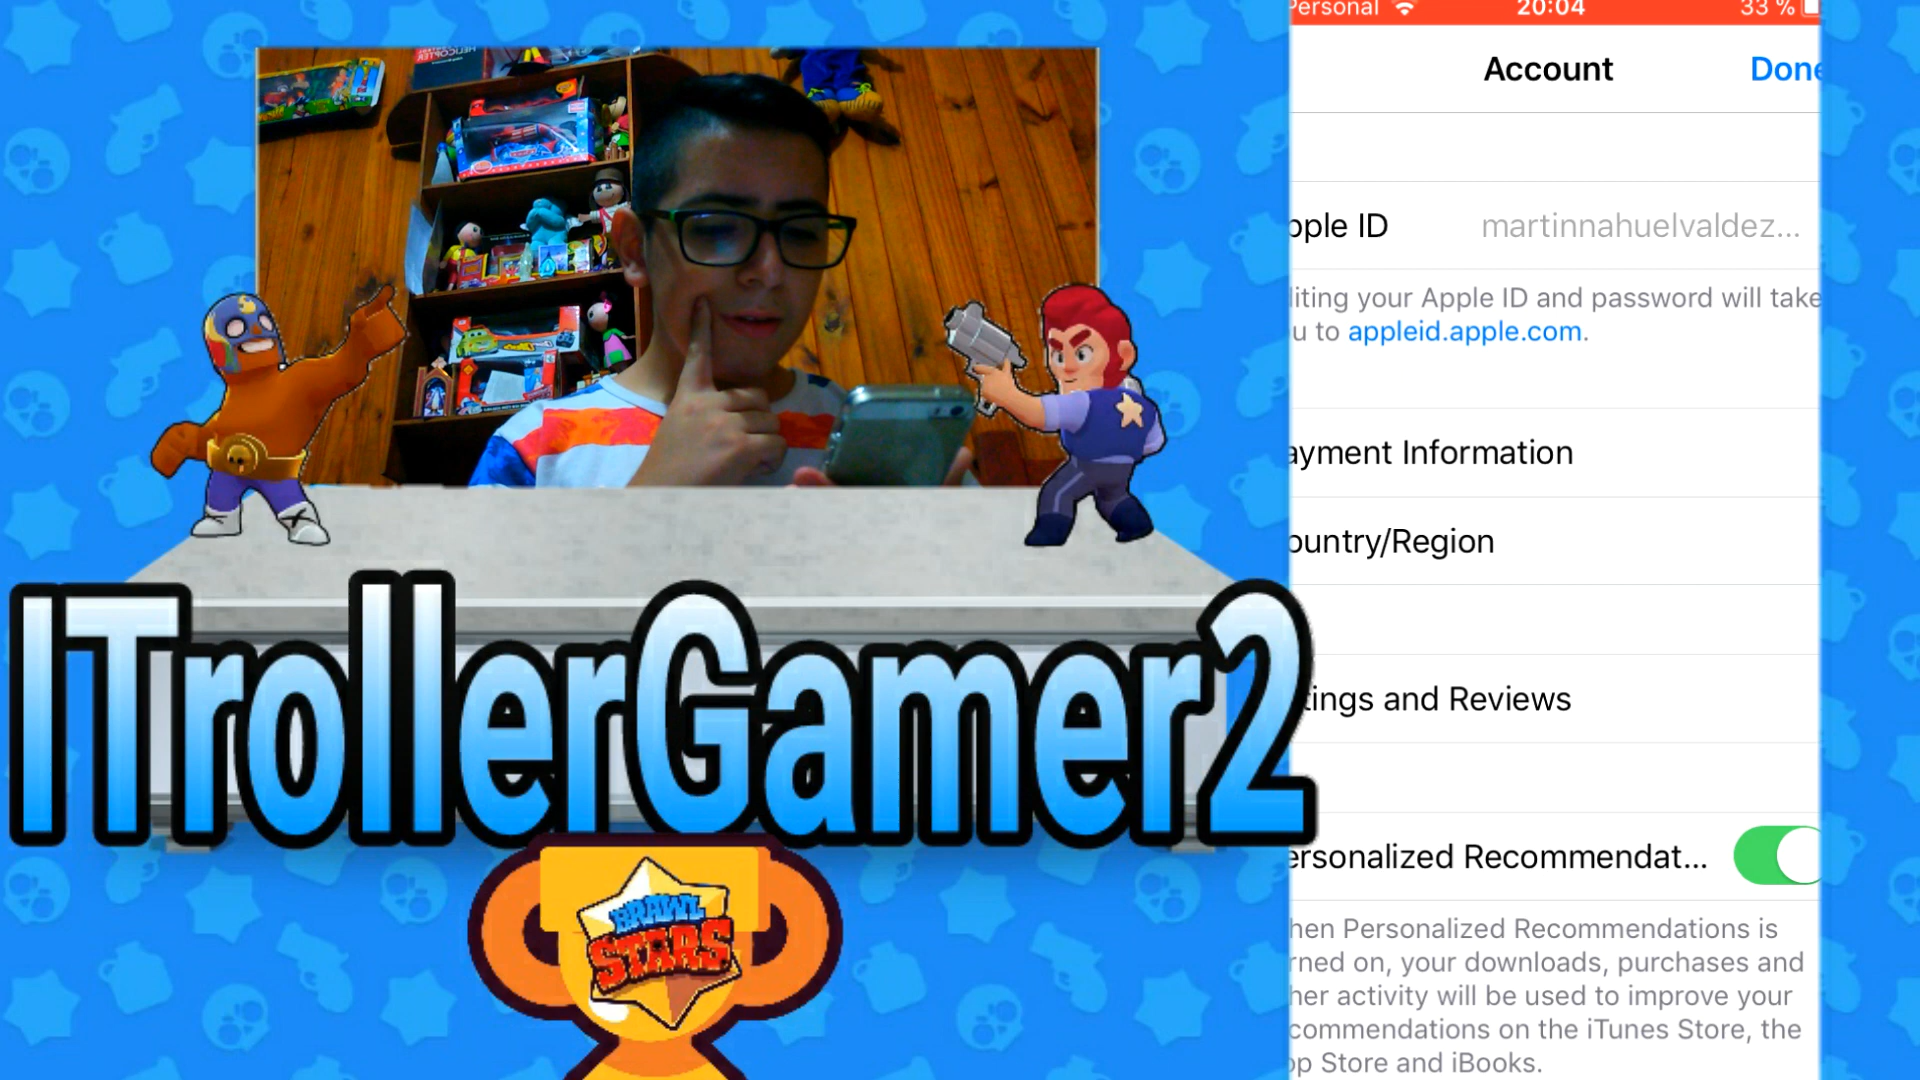 Personal 20:04 33 %
Account Done
pple ID martinnahuelvaldez...
liting your Apple ID and password will take
u to appleid.apple.com.
ayment Information
ountry/Region
tings and Reviews
ersonalized Recommendat...
hen Personalized Recommendations is
rned on, your downloads, purchases and
her activity will be used to improve your
commendations on the iTunes Store, the
pp Store and iBooks.
ITrollerGamer2
BRAWL
STARS